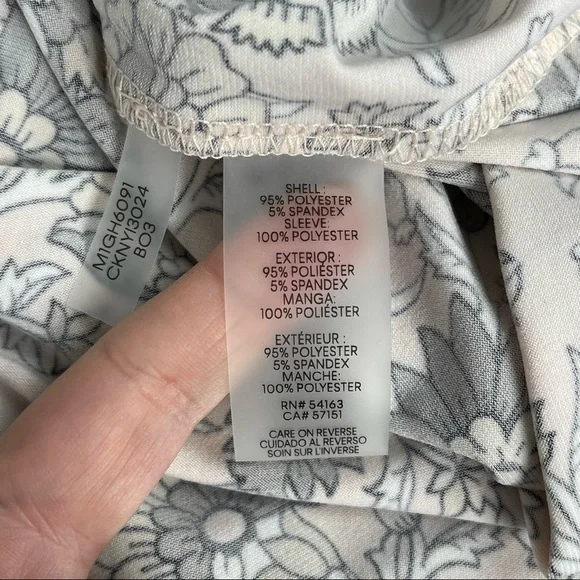 M1GH6091
CKNY13024
BO3
SHELL :
95% POLYESTER
5% SPANDEX
SLEEVE:
100% POLYESTER
EXTERIOR :
95% POLIÉSTER
5% SPANDEX
MANGA:
100% POLIÉSTER
EXTÉRIEUR :
95% POLYESTER
5% SPANDEX
MANCHE:
100% POLYESTER
RN# 54163
CA# 57151
CARE ON REVERSE
CUIDADO AL REVERSO
SOIN SUR L'INVERSE